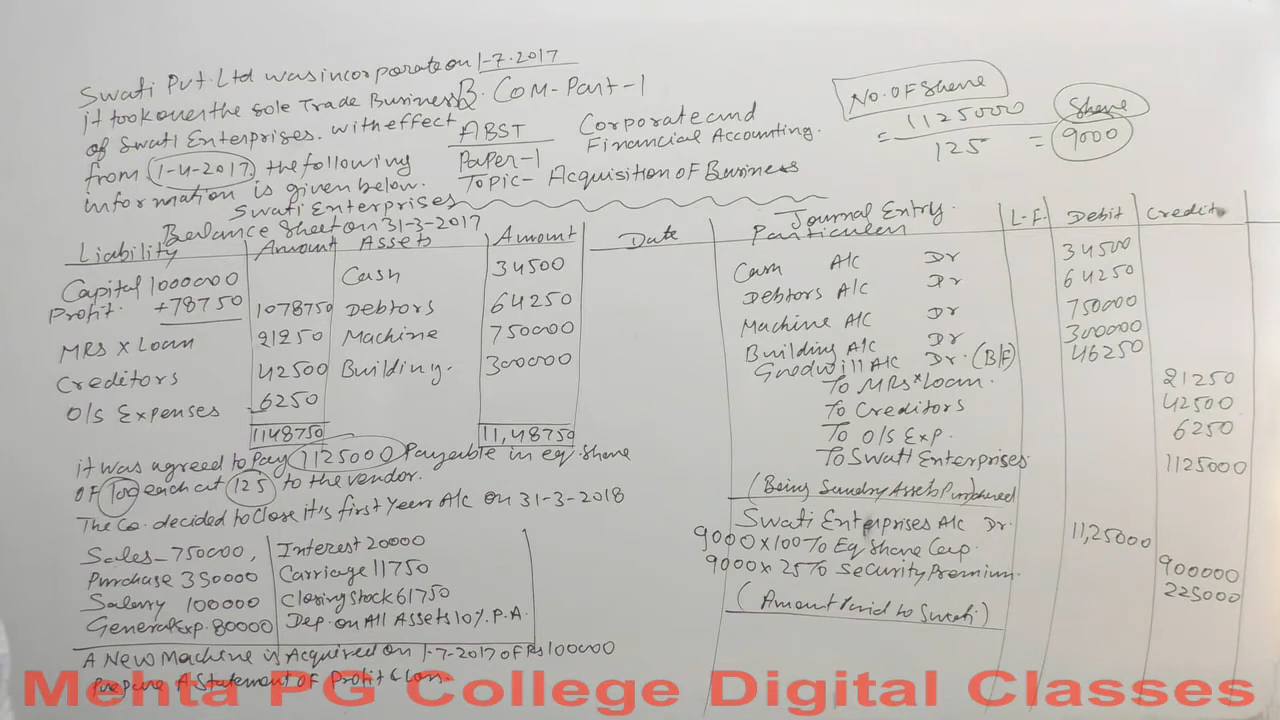 Swati Pvt. Ltd was incorporate on 1-7-2017
it took over the sole Trade Business
of Swati Enterprises. with effect
from 1-4-2017 the following
information is given below.
B. COM-Part-1
ABST
Paper-1
Corporate and
Financial Accounting.
Topic- Acquisition of Business
No. of Share
= 1125000
125
= 9000
Share
Swati Enterprises
Balance Sheet on 31-3-2017
Liability Amount Assets Amount
Capital 1000000 Cash 34500
Profit. +78750 1078750 Debtors 64250
MRs X Loan 21250 Machine 750000
Creditors 42500 Building. 300000
O/S Expenses 6250
1148750 11,48750
it was agreed to pay 1125000 Payable in eq. share
of 100 each at 125 to the vendor.
The Co. decided to close it's first Year A/c on 31-3-2018
Sales - 750000, Interest 20000
Purchase 350000 Carriage 11750
Salary 100000 Closing Stock 61750
General Exp. 80000 Dep. on All Assets 10% P.A.
A New Machine is Acquired on 1-7-2017 of Rs 100000
Prepare A Statement of Profit & Loss.
Journal Entry.
Date Particulars L.F. Debit Credit
Cash A/c Dr 34500
Debtors A/c Dr 64250
Machine A/c Dr 750000
Building A/c Dr 300000
Goodwill A/c Dr. (B/F) 46250
To MRs X Loan. 21250
To Creditors 42500
To O/S Exp. 6250
To Swati Enterprises 1125000
(Being Sundry Assets Purchased)
Swati Enterprises A/c Dr. 11,25000
9000 x 100 To Eq Share Cap. 900000
9000 x 25 To Security Premium. 225000
(Amount Paid to Swati)
Menta PG College Digital Classes